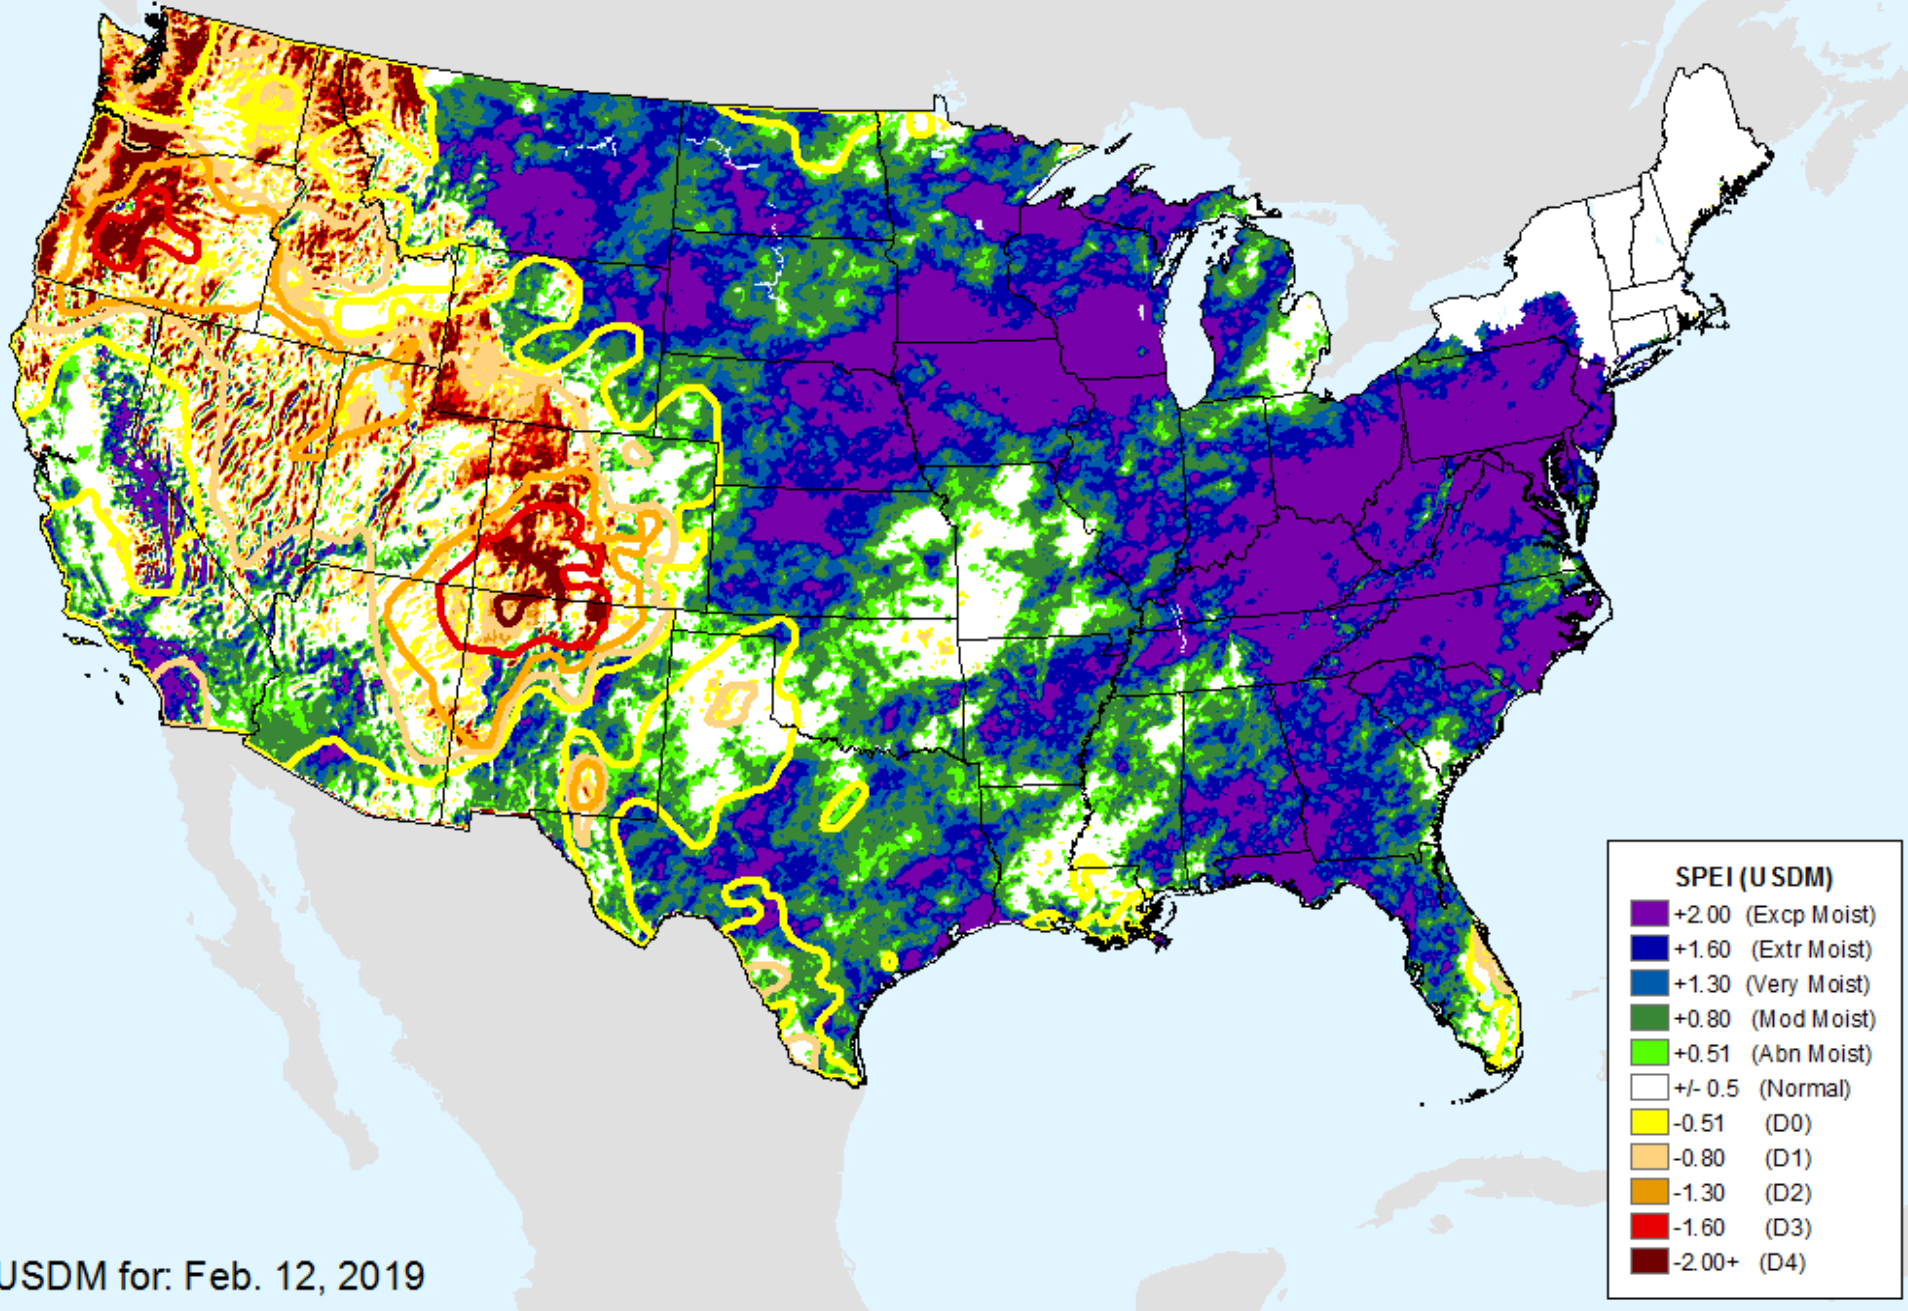 SPEI (USDM)
+2.00 (Excp Moist)
+1.60 (Extr Moist)
+1.30 (Very Moist)
+0.80 (Mod Moist)
+0.51 (Abn Moist)
+/- 0.5 (Normal)
-0.51 (D0)
-0.80 (D1)
-1.30 (D2)
-1.60 (D3)
-2.00+ (D4)
USDM for: Feb. 12, 2019